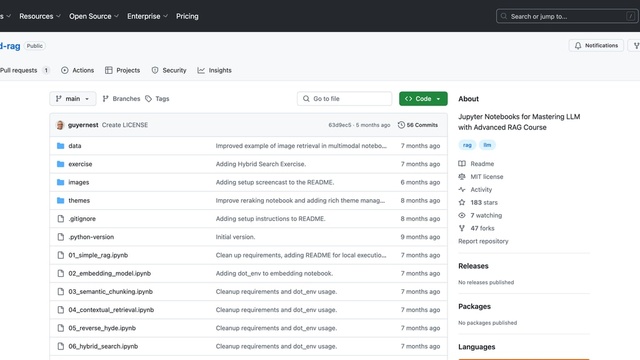 s Resources Open Source Enterprise Pricing Search or jump to... /
d-rag Public Notifications
Pull requests 1 Actions Projects Security Insights
main Branches Tags Go to file Code
guyernest Create LICENSE 63d9ec5 · 5 months ago 56 Commits
data Improved example of image retrieval in multimodal notebo... 7 months ago
exercise Adding Hybrid Search Exercise. 7 months ago
images Adding setup screencast to the README. 6 months ago
themes Improve reraking notebook and adding rich theme manag... 8 months ago
.gitignore Adding setup instructions to README. 8 months ago
.python-version Initial version. 9 months ago
01_simple_rag.ipynb Clean up requirements, adding README for local executio... 7 months ago
02_embedding_model.ipynb Adding dot_env to embedding notebook. 7 months ago
03_semantic_chunking.ipynb Cleanup requirements and dot_env usage. 7 months ago
04_contextual_retrieval.ipynb Cleanup requirements and dot_env usage. 7 months ago
05_reverse_hyde.ipynb Cleanup requirements and dot_env usage. 7 months ago
06_hybrid_search.ipynb Cleanup requirements and dot_env usage. 7 months ago
About
Jupyter Notebooks for Mastering LLM
with Advanced RAG Course
rag llm
Readme
MIT license
Activity
183 stars
7 watching
47 forks
Report repository
Releases
No releases published
Packages
No packages published
Languages